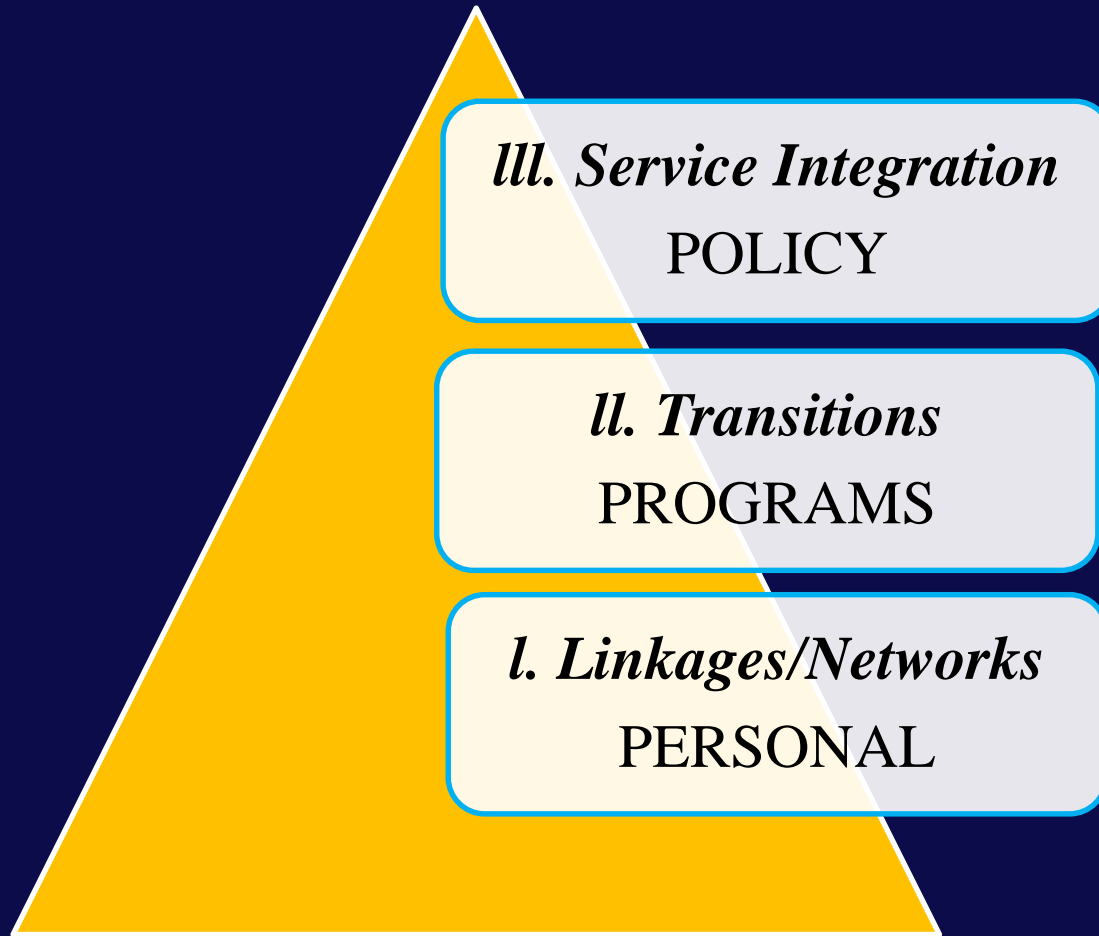 lll. Service Integration
POLICY
ll. Transitions
PROGRAMS
l. Linkages/Networks
PERSONAL